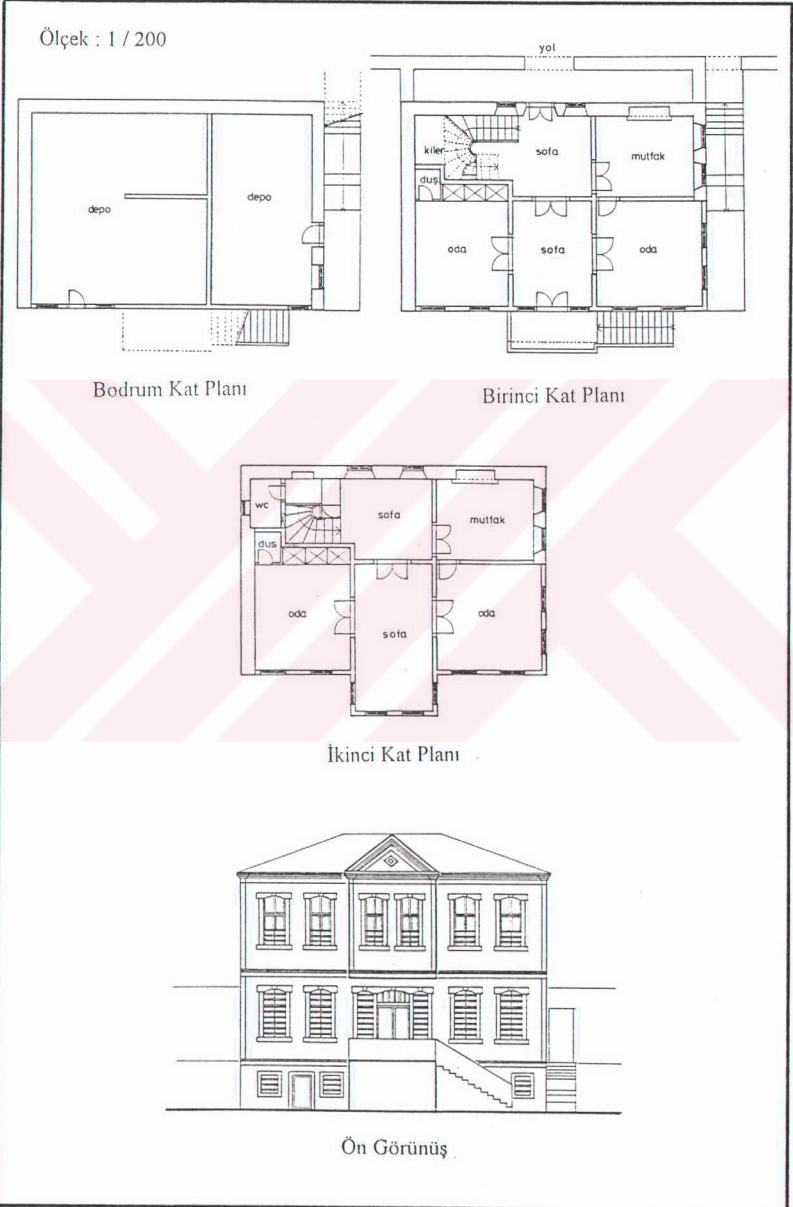 Ölçek : 1 / 200
yol
depo
depo
kiler
sofa
mutfak
duş
oda
sofa
oda
Bodrum Kat Planı
Birinci Kat Planı
wc
sofa
mutfak
dus
oda
sofa
oda
İkinci Kat Planı
Ön Görünüş